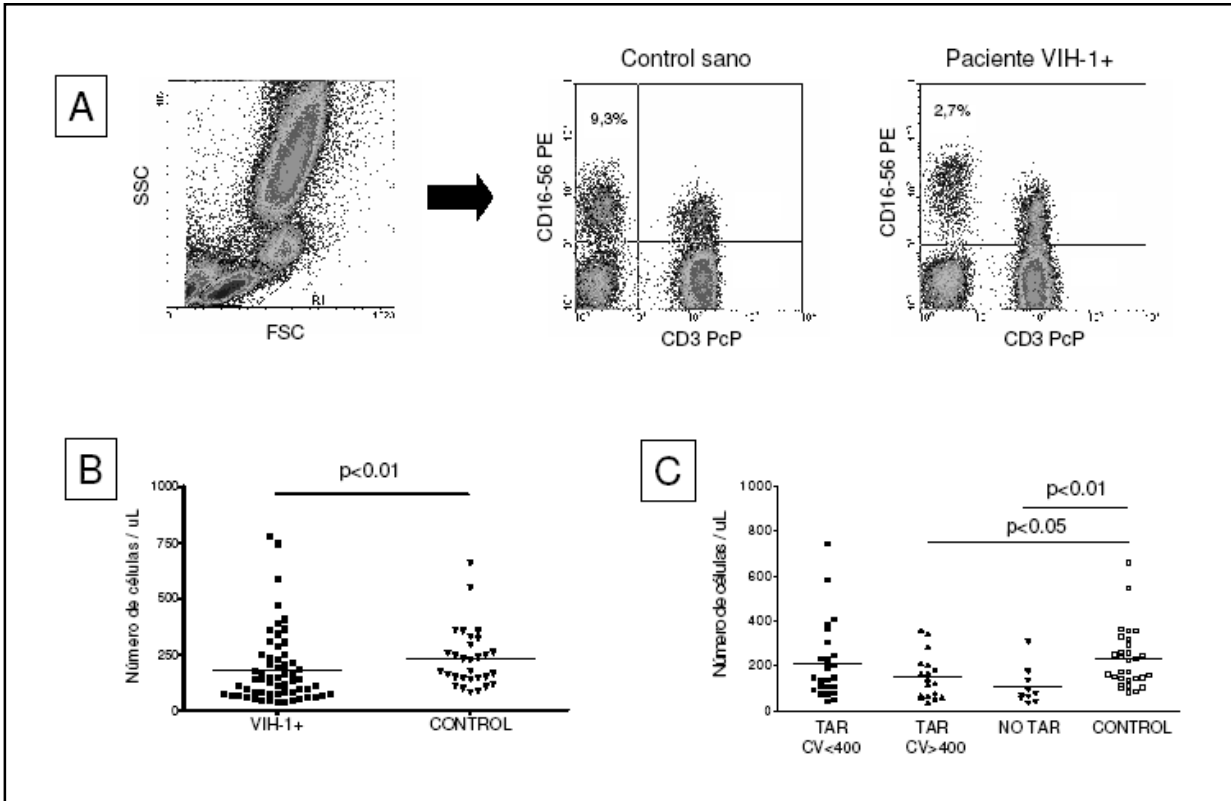 A
Control sano
Paciente VIH-1+
SSC
FSC
R1
0
CD16-56 PE
9,3%
CD3 PcP
CD16-56 PE
2,7%
CD3 PcP
B
p<0.01
Número de células / uL
1000
750
500
250
0
VIH-1+
CONTROL
C
p<0.01
p<0.05
Número de células / uL
1000
800
600
400
200
0
TAR
CV<400
TAR
CV>400
NO TAR
CONTROL